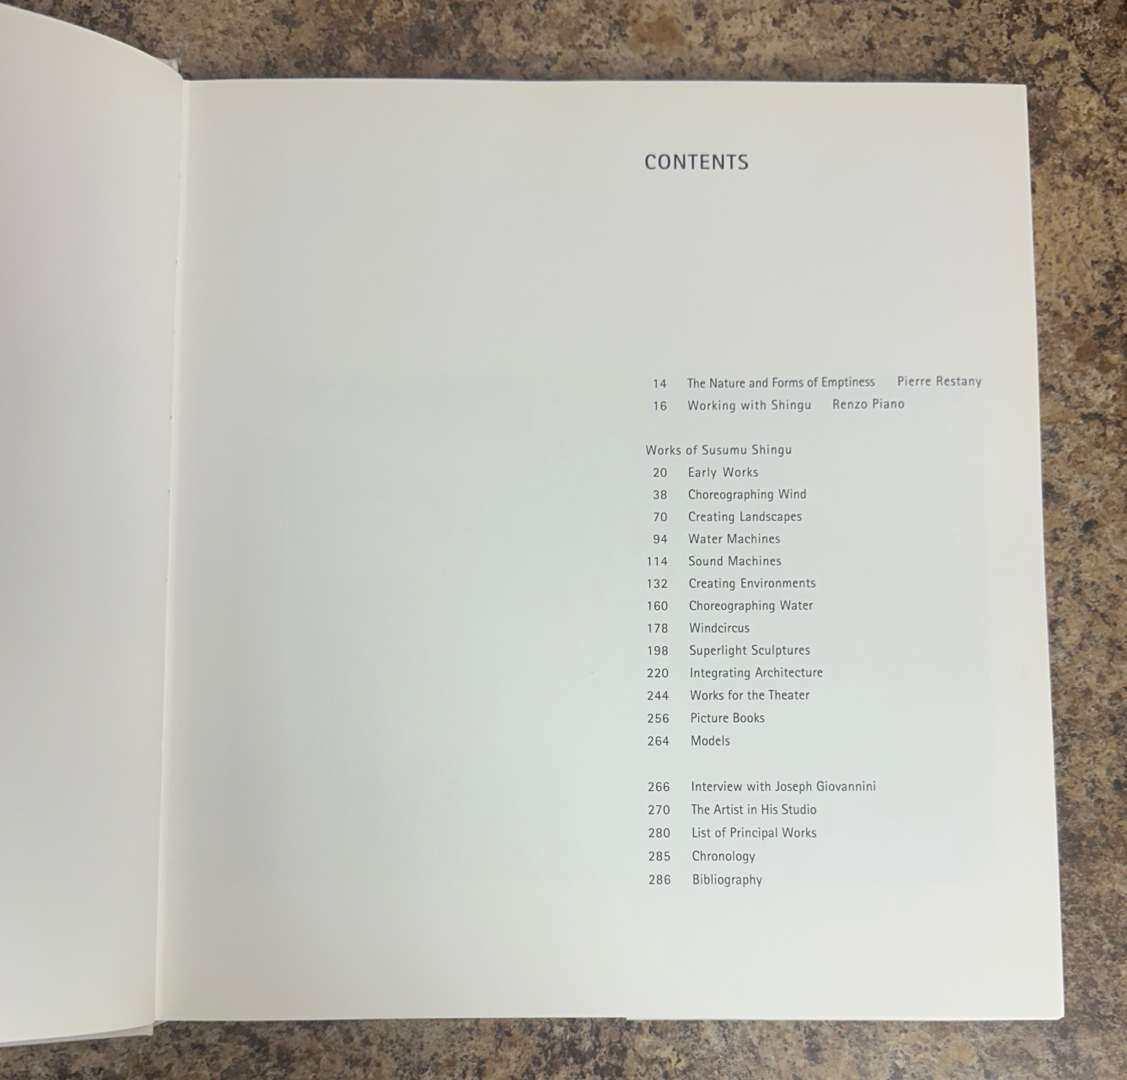 CONTENTS
14 The Nature and Forms of Emptiness Pierre Restany
16 Working with Shingu Renzo Piano
Works of Susumu Shingu
20 Early Works
38 Choreographing Wind
70 Creating Landscapes
94 Water Machines
114 Sound Machines
132 Creating Environments
160 Choreographing Water
178 Windcircus
198 Superlight Sculptures
220 Integrating Architecture
244 Works for the Theater
256 Picture Books
264 Models
266 Interview with Joseph Giovannini
270 The Artist in His Studio
280 List of Principal Works
285 Chronology
286 Bibliography